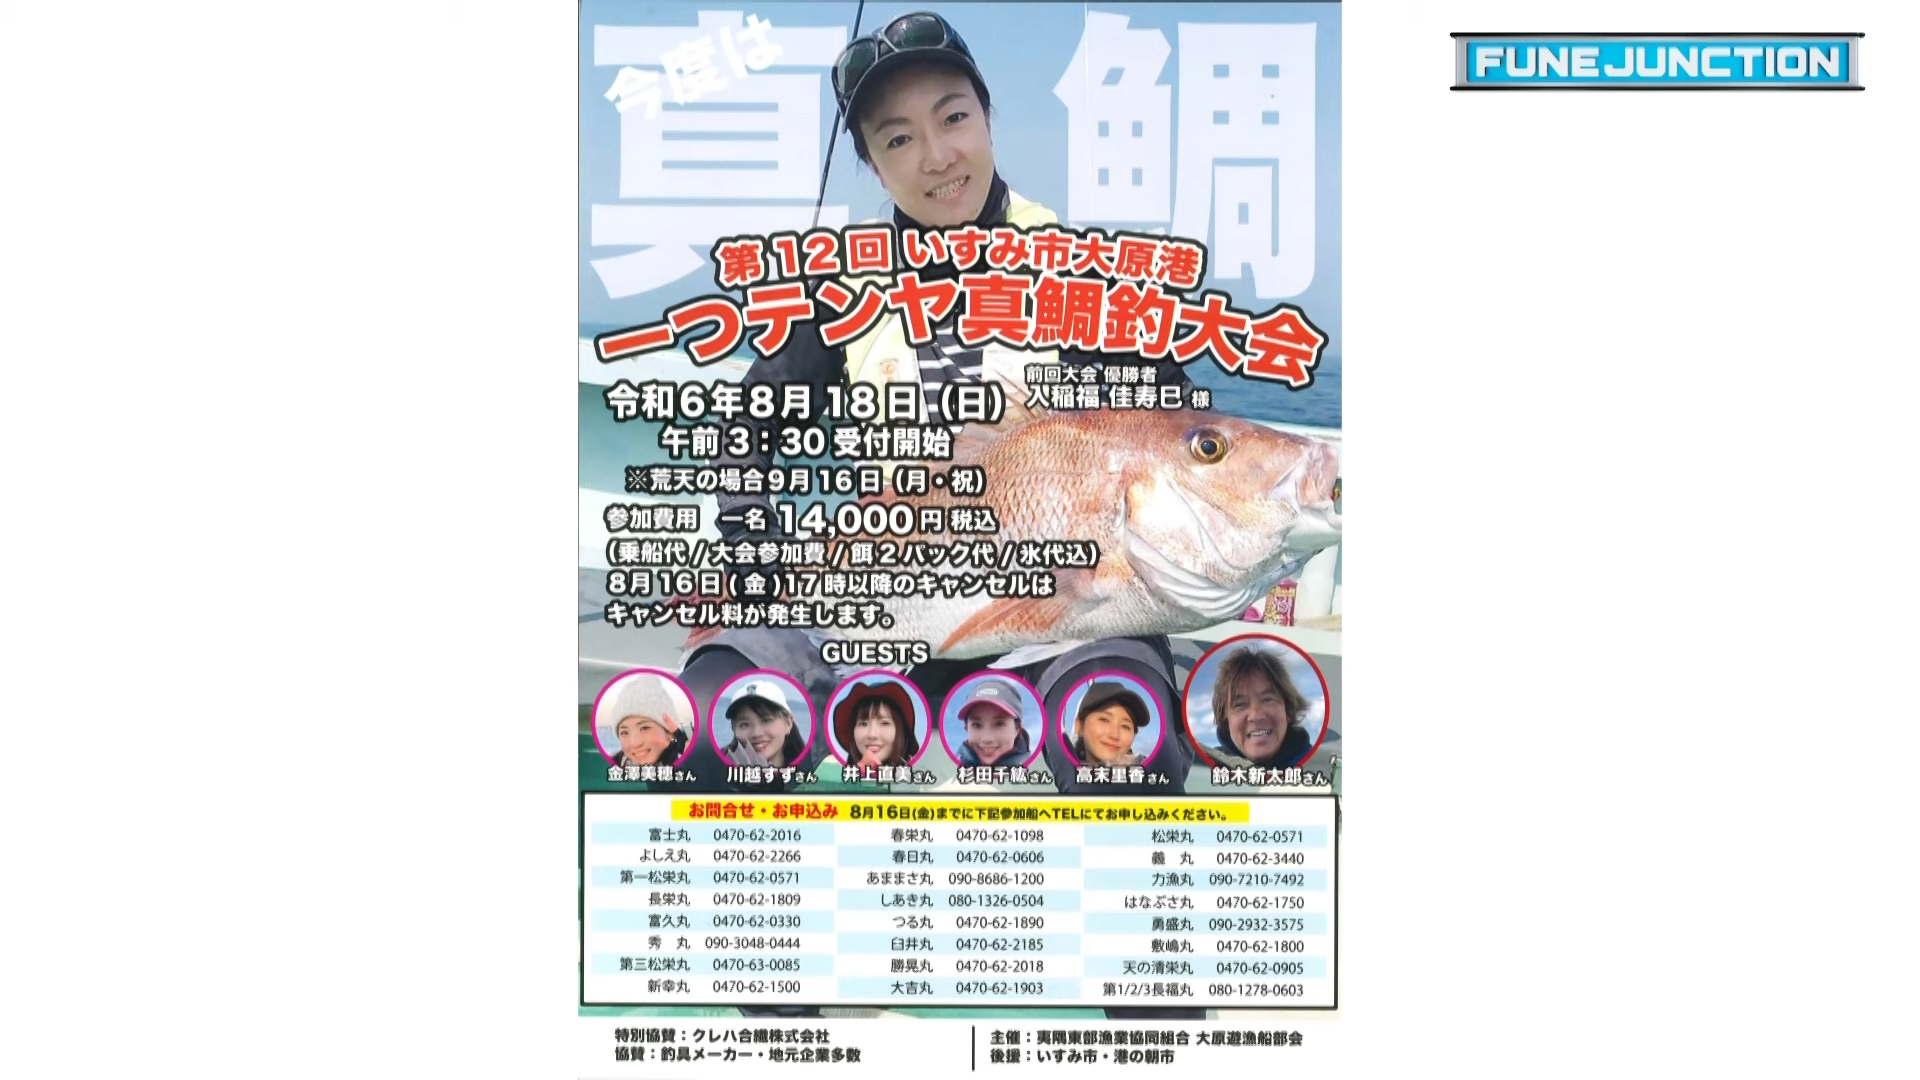 FUNE JUNCTION
今度は
真鯛
第12回 いすみ市大原港
一つテンヤ真鯛釣大会
前回大会 優勝者
入稲福 佳寿巳 様
令和6年8月18日(日)
午前3:30受付開始
※荒天の場合9月16日(月・祝)
参加費用 一名 14,000円 税込
(乗船代/大会参加費/餌2パック代/氷代込)
8月16日(金)17時以降のキャンセルは
キャンセル料が発生します。
GUESTS
金澤美穂さん 川越すずさん 井上直美さん 杉田千紘さん 高末里香さん 鈴木新太郎さん
お問合せ・お申込み 8月16日(金)までに下記参加船へTELにてお申し込みください。
富士丸 0470-62-2016 春栄丸 0470-62-1098 松栄丸 0470-62-0571
よしえ丸 0470-62-2266 春日丸 0470-62-0606 義 丸 0470-62-3440
第一松栄丸 0470-62-0571 あままさ丸 090-8686-1200 力漁丸 090-7210-7492
長栄丸 0470-62-1809 しあき丸 080-1326-0504 はなぶさ丸 0470-62-1750
富久丸 0470-62-0330 つる丸 0470-62-1890 勇盛丸 090-2932-3575
秀 丸 090-3048-0444 臼井丸 0470-62-2185 敷嶋丸 0470-62-1800
第三松栄丸 0470-63-0085 勝晃丸 0470-62-2018 天の清栄丸 0470-62-0905
新幸丸 0470-62-1500 大吉丸 0470-62-1903 第1/2/3長福丸 080-1278-0603
特別協賛:クレハ合繊株式会社
協賛:釣具メーカー・地元企業多数
主催:夷隅東部漁業協同組合 大原遊漁船部会
後援:いすみ市・港の朝市